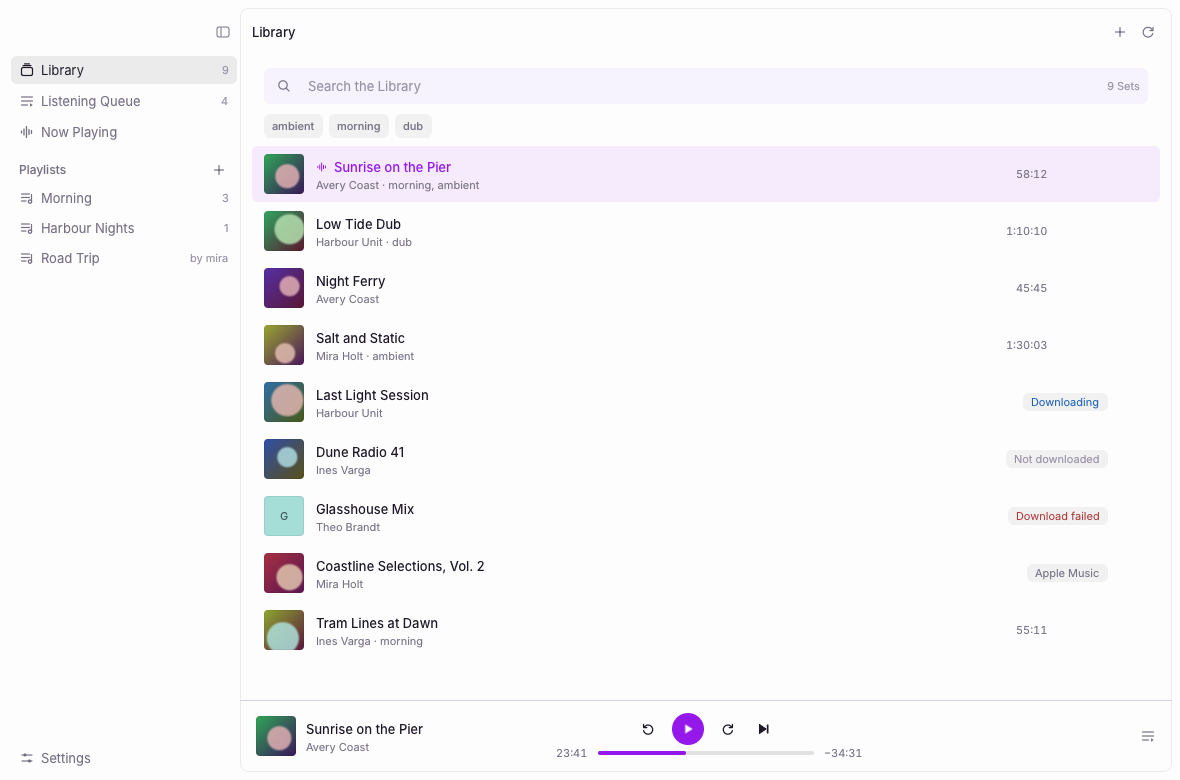 Library
Library 9
Listening Queue 4
Now Playing
Playlists
Morning 3
Harbour Nights 1
Road Trip by mira
Settings
Search the Library 9 Sets
ambient morning dub
Sunrise on the Pier
Avery Coast · morning, ambient
58:12
Low Tide Dub
Harbour Unit · dub
1:10:10
Night Ferry
Avery Coast
45:45
Salt and Static
Mira Holt · ambient
1:30:03
Last Light Session
Harbour Unit
Downloading
Dune Radio 41
Ines Varga
Not downloaded
G
Glasshouse Mix
Theo Brandt
Download failed
Coastline Selections, Vol. 2
Mira Holt
Apple Music
Tram Lines at Dawn
Ines Varga · morning
55:11
Sunrise on the Pier
Avery Coast
23:41 −34:31